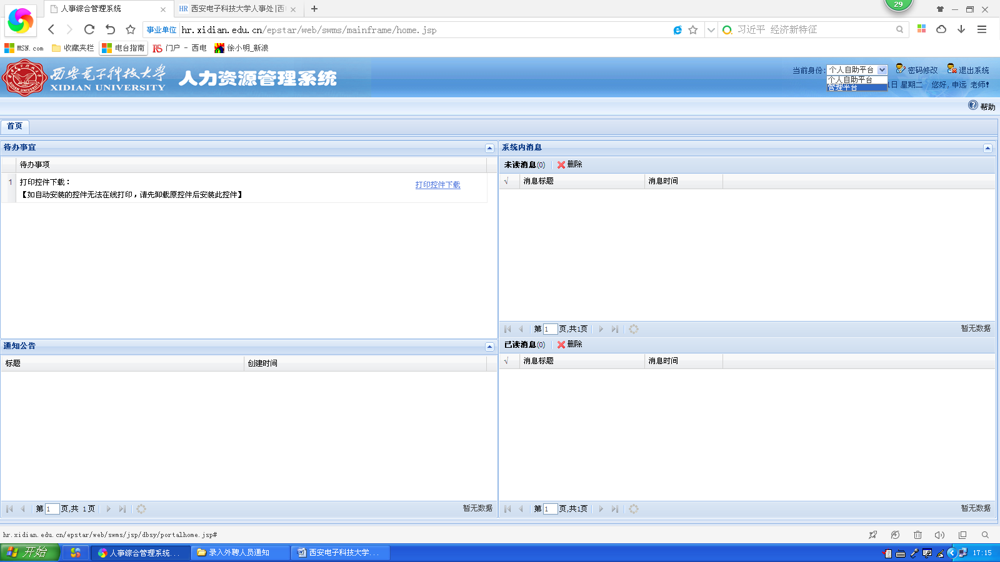 人事综合管理系统
HR 西安电子科技大学人事处|西
29
事业单位 hr.xidian.edu.cn/epstar/web/swms/mainframe/home.jsp
习近平 经济新特征
MSN.com 收藏夹栏 电台指南 门户 - 西电 徐小明_新浪
西安电子科技大学
XIDIAN UNIVERSITY
人力资源管理系统
当前身份: 个人自助平台 密码修改 退出系统
个人自助平台
管理平台
1日 星期二 您好, 申远 老师!
帮助
首页
待办事宜
待办事项
1 打印控件下载：
【如自动安装的控件无法在线打印，请先卸载原控件后安装此控件】
打印控件下载
系统内消息
未读消息(0) 删除
√ 消息标题 消息时间
第 1 页,共1页 暂无数据
通知公告
标题 创建时间
第 1 页,共 1 页 暂无数据
已读消息(0) 删除
√ 消息标题 消息时间
第 1 页,共1页 暂无数据
hr.xidian.edu.cn/epstar/web/swms/jsp/dbsy/portalhome.jsp#
开始 人事综合管理系统... 录入外聘人员通知 西安电子科技大学... 17:15